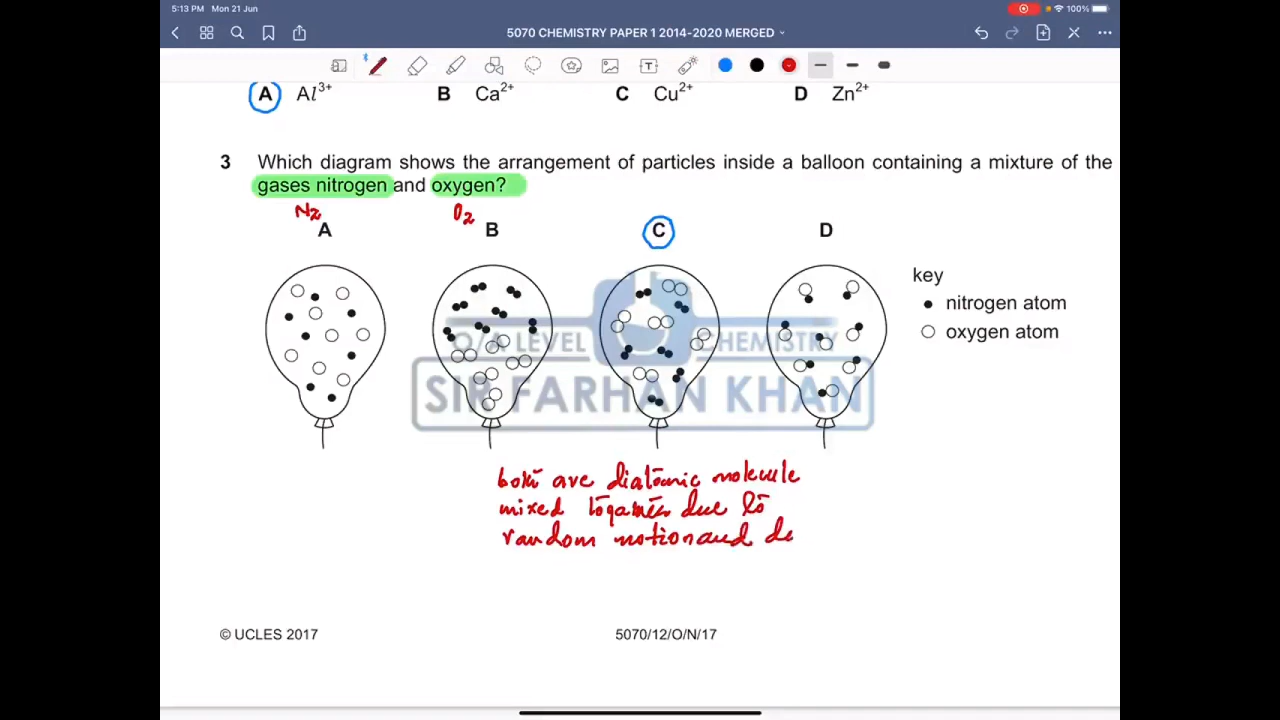 5:13 PM Mon 21 Jun
100%
5070 CHEMISTRY PAPER 1 2014-2020 MERGED
A Al³⁺ B Ca²⁺ C Cu²⁺ D Zn²⁺
3 Which diagram shows the arrangement of particles inside a balloon containing a mixture of the
gases nitrogen and oxygen?
N₂ O₂
A B C D
key
nitrogen atom
oxygen atom
O/A LEVEL CHEMISTRY
SIR FARHAN KHAN
both are diatomic molecule
mixed together due to
random motion and de
© UCLES 2017 5070/12/O/N/17